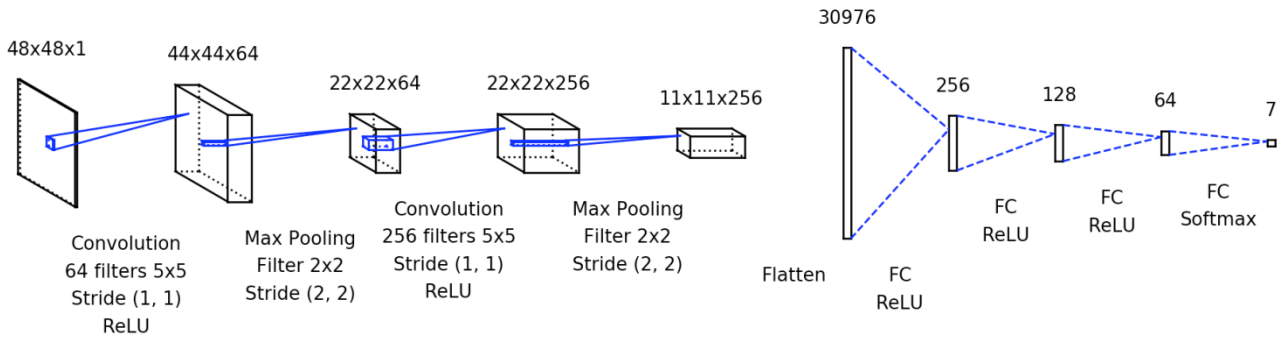 48x48x1
44x44x64
22x22x64
22x22x256
11x11x256
30976
256
128
64
7
Convolution
64 filters 5x5
Stride (1, 1)
ReLU
Max Pooling
Filter 2x2
Stride (2, 2)
Convolution
256 filters 5x5
Stride (1, 1)
ReLU
Max Pooling
Filter 2x2
Stride (2, 2)
Flatten
FC
ReLU
FC
ReLU
FC
ReLU
FC
Softmax